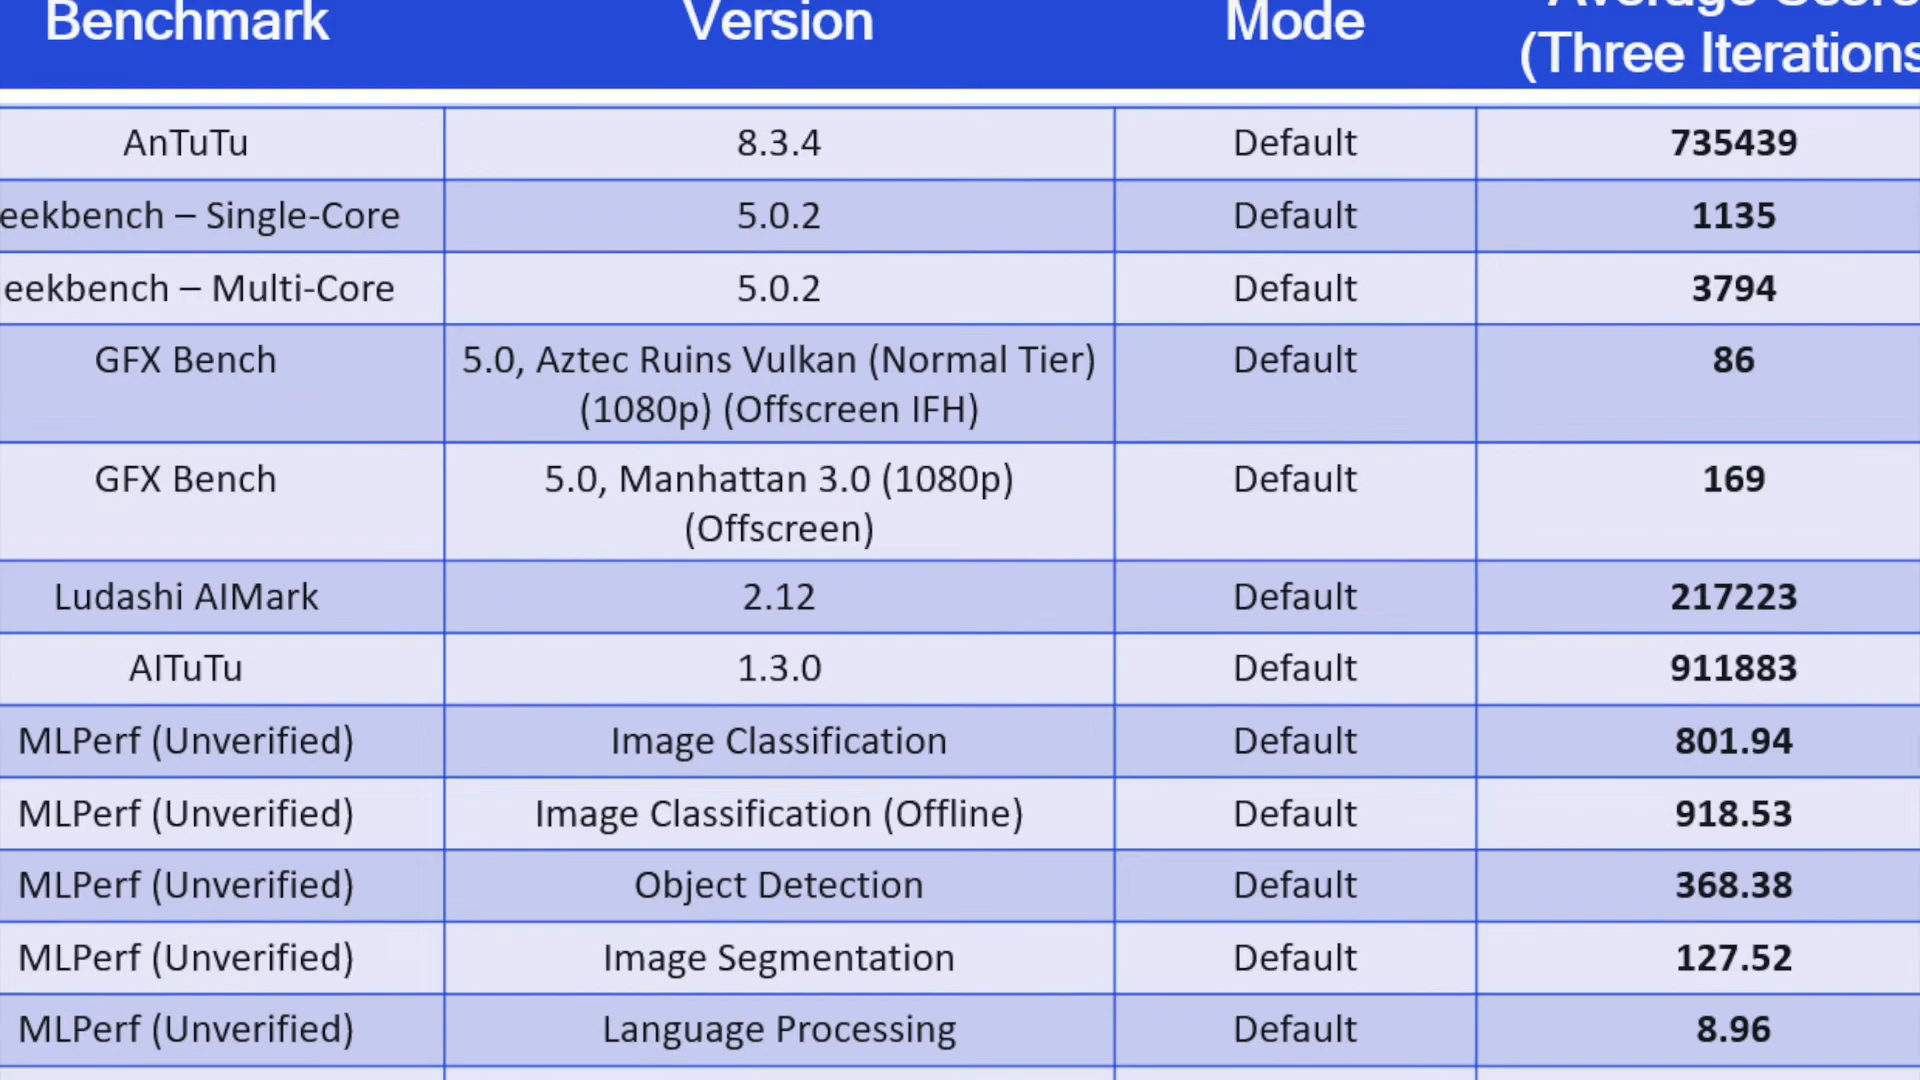 Benchmark
Version
Mode
(Three Iterations
AnTuTu 8.3.4 Default 735439
eekbench – Single-Core 5.0.2 Default 1135
eekbench – Multi-Core 5.0.2 Default 3794
GFX Bench 5.0, Aztec Ruins Vulkan (Normal Tier) Default 86
(1080p) (Offscreen IFH)
GFX Bench 5.0, Manhattan 3.0 (1080p) Default 169
(Offscreen)
Ludashi AIMark 2.12 Default 217223
AITuTu 1.3.0 Default 911883
MLPerf (Unverified) Image Classification Default 801.94
MLPerf (Unverified) Image Classification (Offline) Default 918.53
MLPerf (Unverified) Object Detection Default 368.38
MLPerf (Unverified) Image Segmentation Default 127.52
MLPerf (Unverified) Language Processing Default 8.96